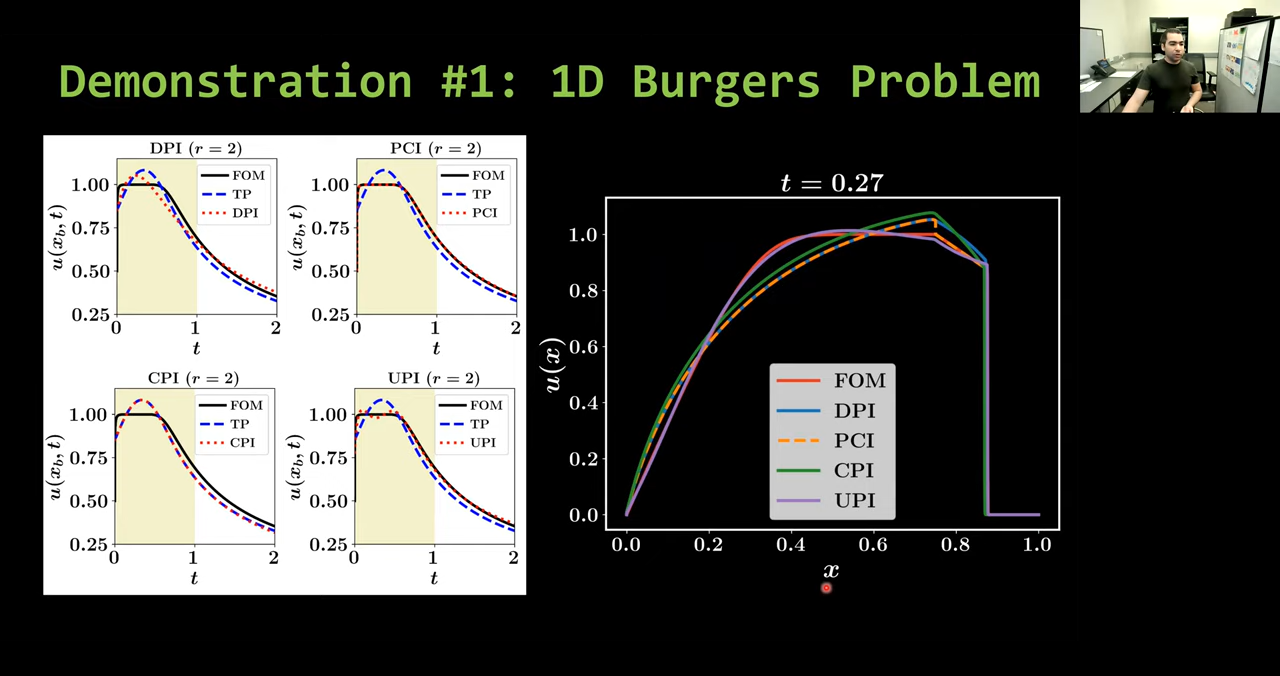 Demonstration #1: 1D Burgers Problem
DPI (r = 2)
u(x_b, t)
1.00
0.75
0.50
0.25
0 1 2
t
FOM
TP
DPI
PCI (r = 2)
u(x_b, t)
1.00
0.75
0.50
0.25
0 1 2
t
FOM
TP
PCI
CPI (r = 2)
u(x_b, t)
1.00
0.75
0.50
0.25
0 1 2
t
FOM
TP
CPI
UPI (r = 2)
u(x_b, t)
1.00
0.75
0.50
0.25
0 1 2
t
FOM
TP
UPI
t = 0.27
u(x)
1.0
0.8
0.6
0.4
0.2
0.0
FOM
DPI
PCI
CPI
UPI
0.0 0.2 0.4 0.6 0.8 1.0
x